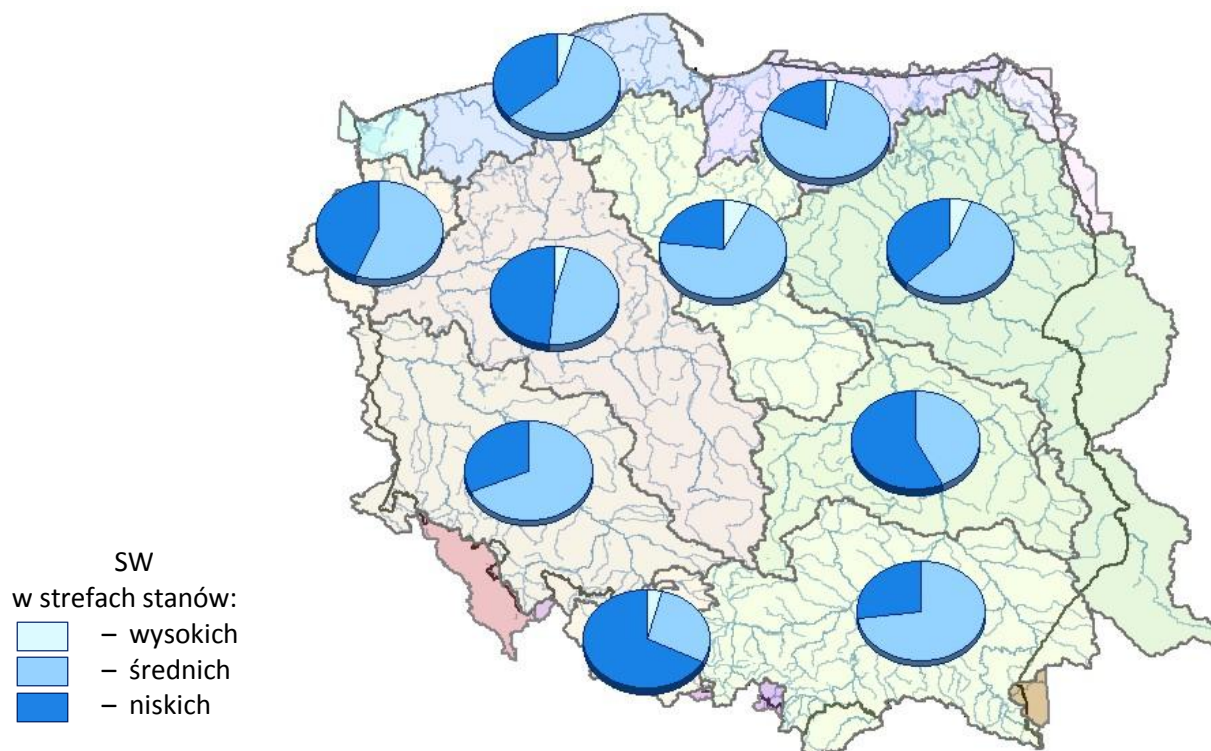 SW
w strefach stanów:
– wysokich
– średnich
– niskich